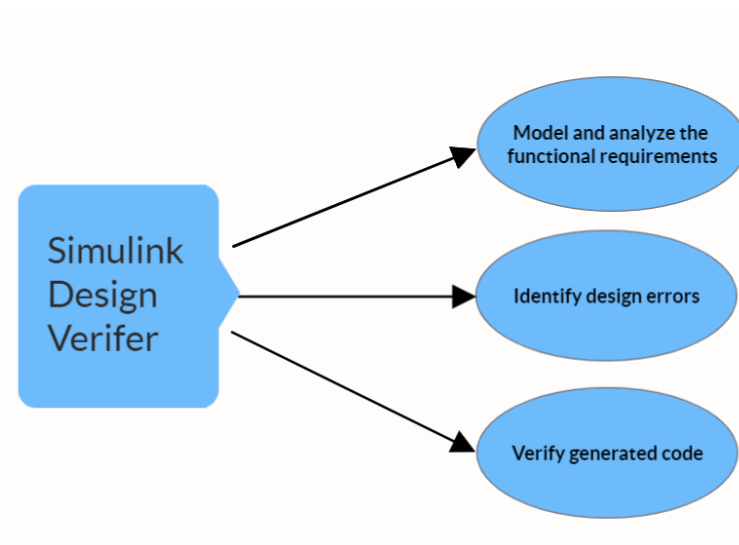 Simulink
Design
Verifer
Model and analyze the
functional requirements
Identify design errors
Verify generated code